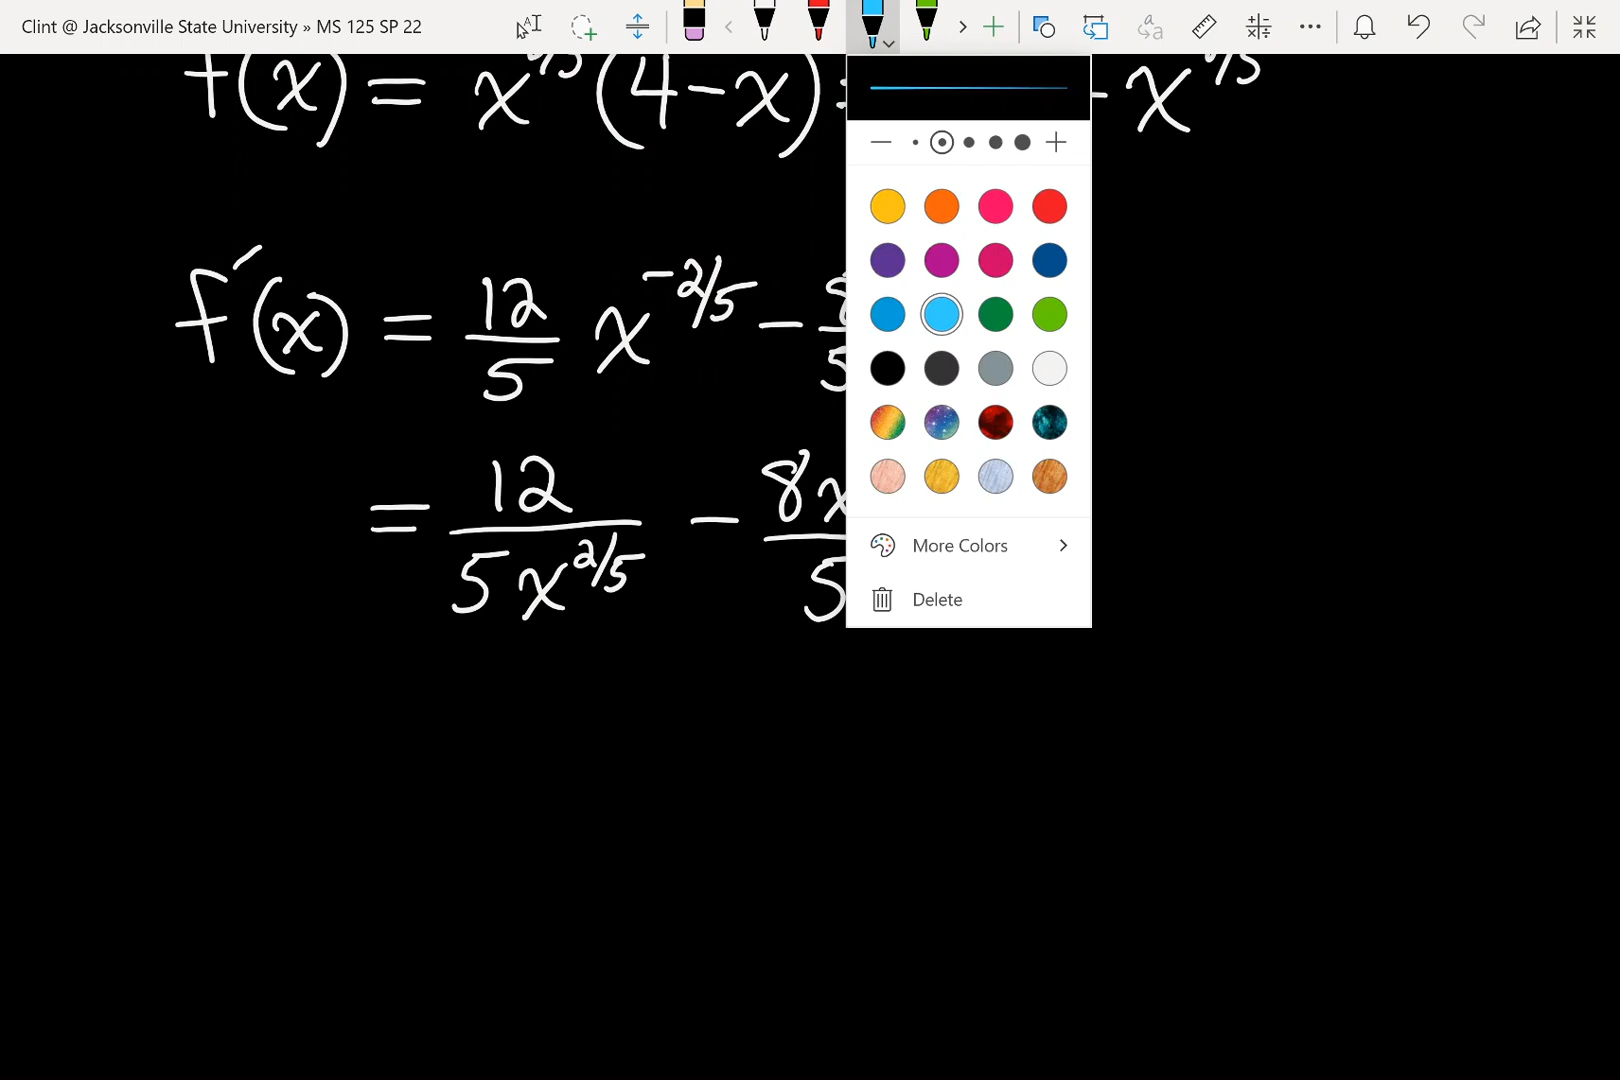 Clint @ Jacksonville State University » MS 125 SP 22
f(x) = x (4-x) = - x
f'(x) = 12/5 x^-2/5 - 8/5
= 12/5x^2/5 - 8x/5
More Colors
Delete